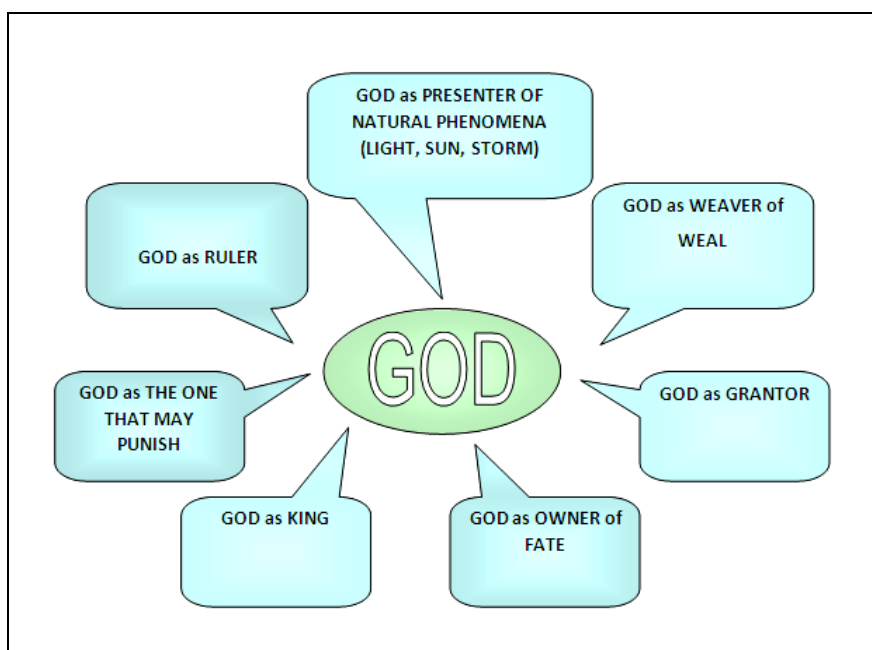 GOD as PRESENTER OF
NATURAL PHENOMENA
(LIGHT, SUN, STORM)
GOD as WEAVER of
WEAL
GOD as RULER
GOD
GOD as THE ONE
THAT MAY
PUNISH
GOD as GRANTOR
GOD as KING
GOD as OWNER of
FATE